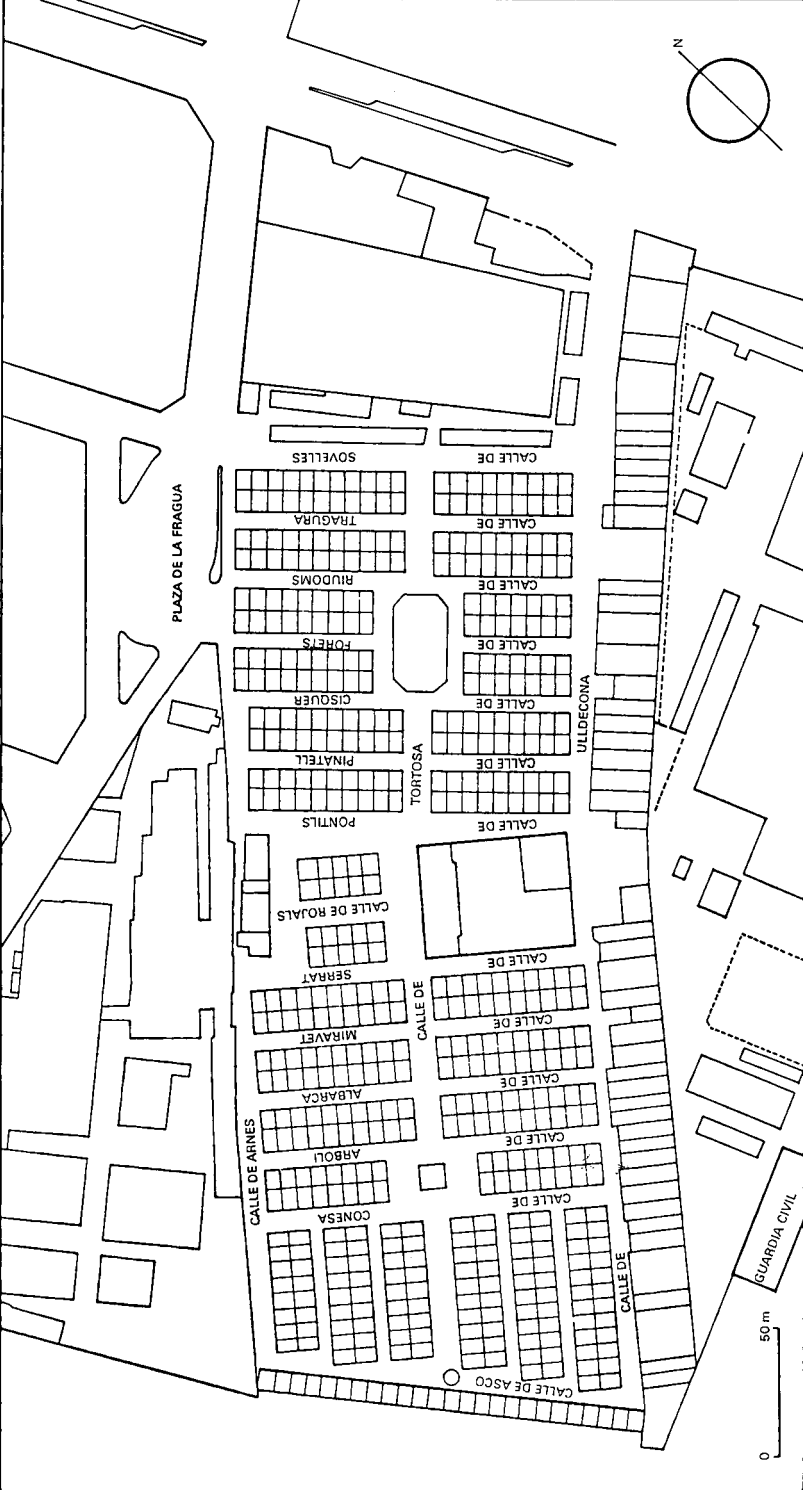 N
PLAZA DE LA FRAGUA
CALLE DE SOVELLES
CALLE DE TRAGURA
CALLE DE RIUDOMS
CALLE DE FORETS
CALLE DE CISQUER
CALLE DE PINATELL
CALLE DE PONTILS
CALLE DE ROJALS
CALLE DE SERRAT
CALLE DE MIRAVET
CALLE DE ALBARCA
CALLE DE ARBOLI
CALLE DE CONESA
CALLE DE ASCO
CALLE DE ARNES
CALLE DE TORTOSA
CALLE DE ULLDECONA
GUARDIA CIVIL
0 50 m